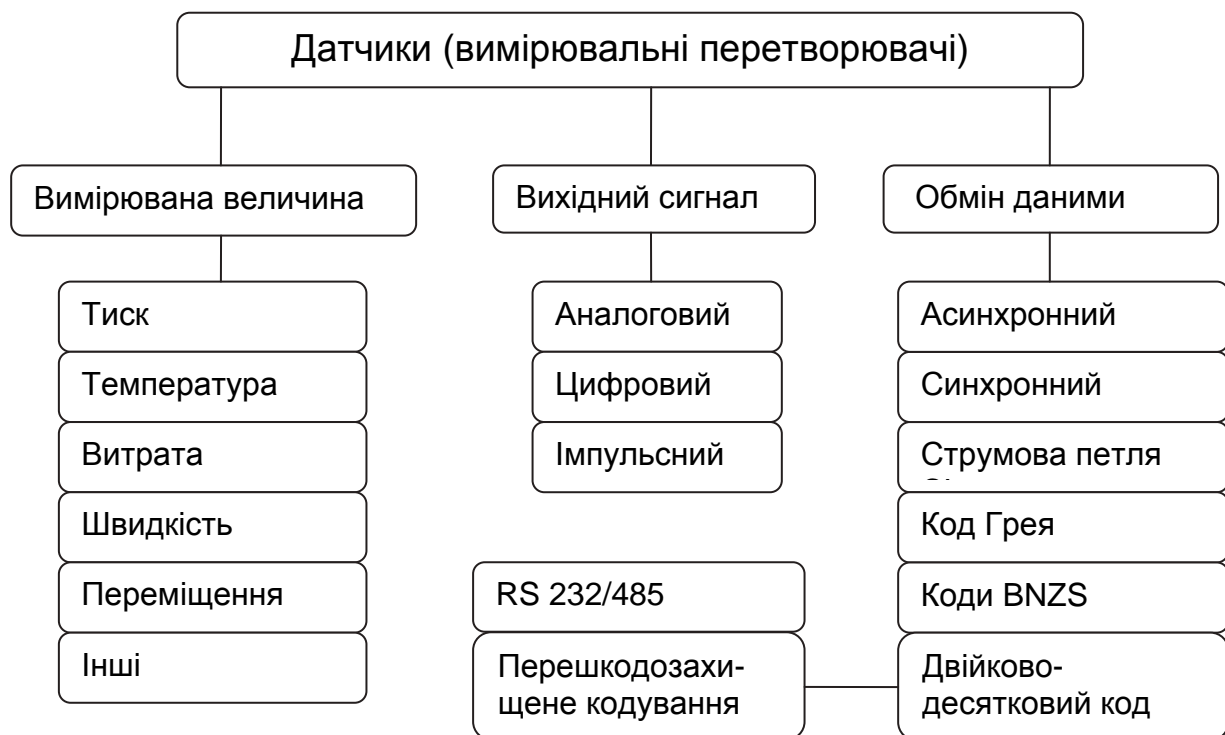 Датчики (вимірювальні перетворювачі)
Вимірювана величина
Тиск
Температура
Витрата
Швидкість
Переміщення
Інші
Вихідний сигнал
Аналоговий
Цифровий
Імпульсний
Обмін даними
Асинхронний
Синхронний
Струмова петля
Код Грея
Коди BNZS
Двійково-
десятковий код
RS 232/485
Перешкодозахи-
щене кодування